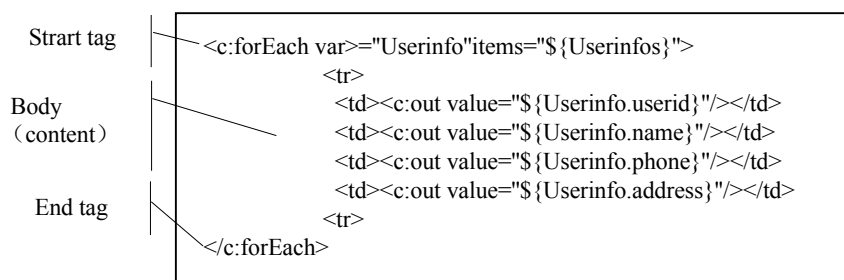 Strart tag
<c:forEach var>="Userinfo"items="${Userinfos}">
<tr>
<td><c:out value="${Userinfo.userid}"/></td>
Body
(content)
<td><c:out value="${Userinfo.name}"/></td>
<td><c:out value="${Userinfo.phone}"/></td>
<td><c:out value="${Userinfo.address}"/></td>
End tag
<tr>
</c:forEach>